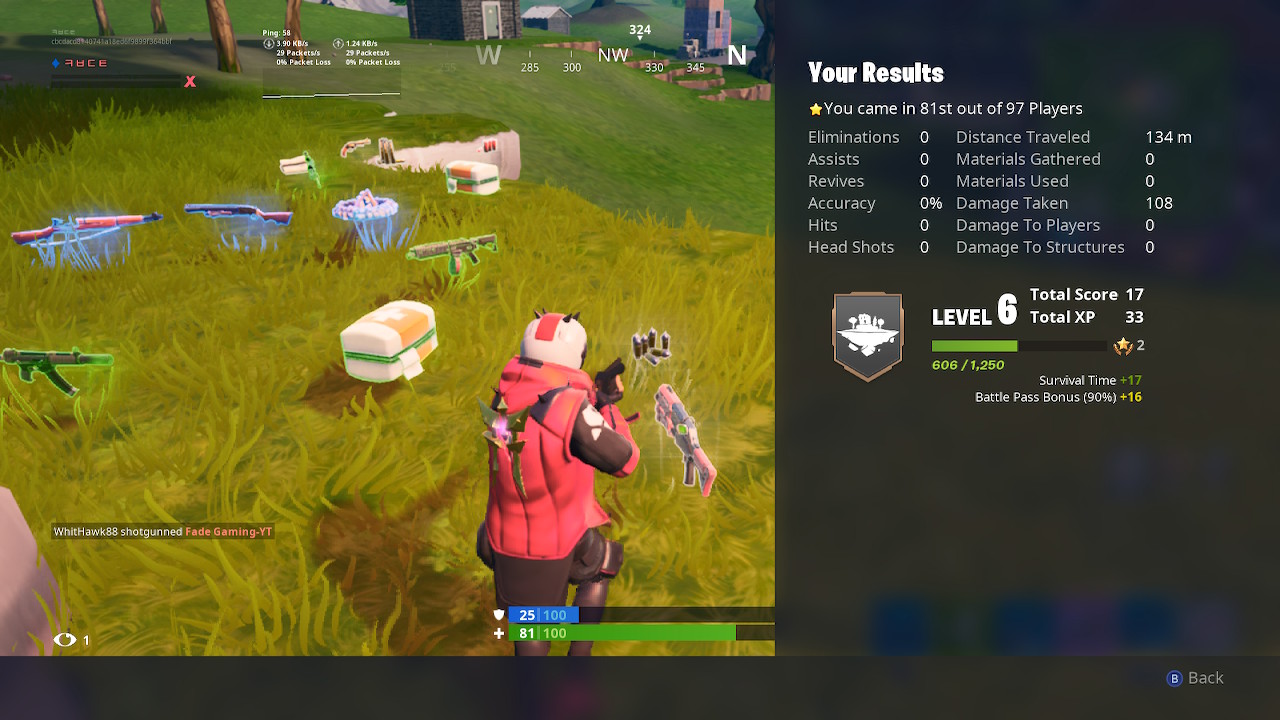 Ping: 58
3.90 KB/s 1.24 KB/s
29 Packets/s 29 Packets/s
0% Packet Loss 0% Packet Loss
324
W 285 300 NW 330 345 N
X
WhitHawk88 shotgunned Fade Gaming-YT
1
25 | 100
81 | 100
Your Results
You came in 81st out of 97 Players
Eliminations 0 Distance Traveled 134 m
Assists 0 Materials Gathered 0
Revives 0 Materials Used 0
Accuracy 0% Damage Taken 108
Hits 0 Damage To Players 0
Head Shots 0 Damage To Structures 0
LEVEL 6
Total Score 17
Total XP 33
2
606 / 1,250
Survival Time +17
Battle Pass Bonus (90%) +16
B Back